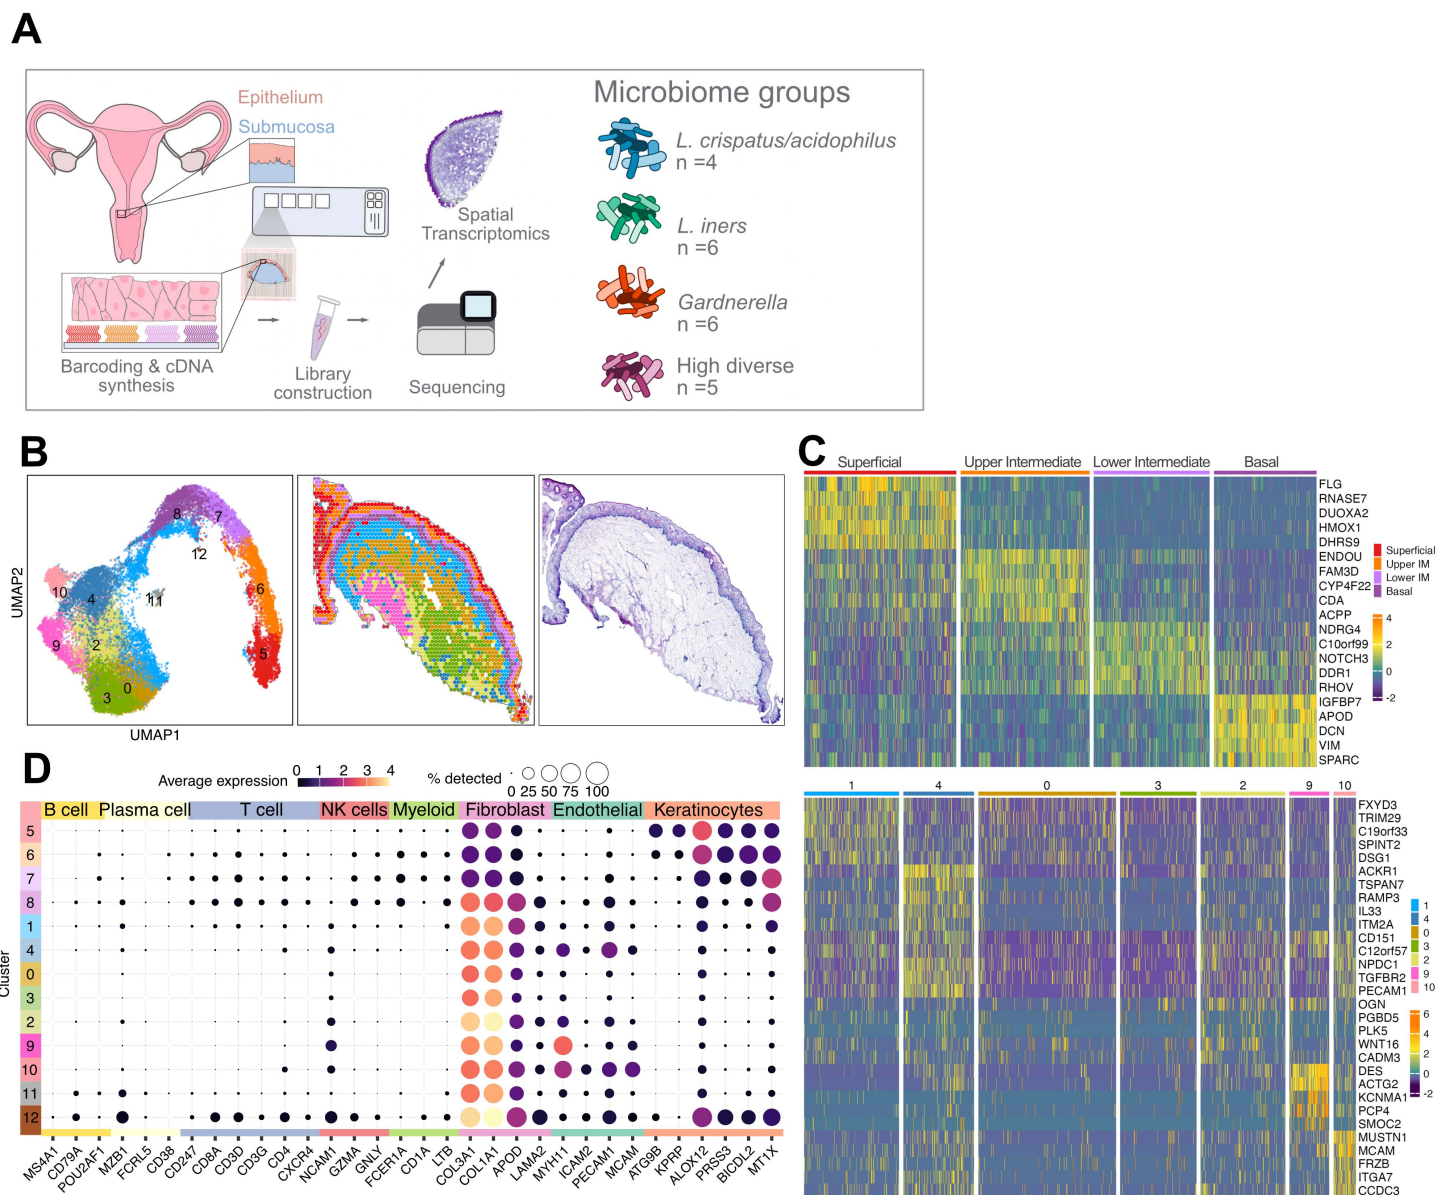 A
Epithelium
Submucosa
Barcoding & cDNA
synthesis
Library
construction
Sequencing
Spatial
Transcriptomics
Microbiome groups
L. crispatus/acidophilus
n =4
L. iners
n =6
Gardnerella
n =6
High diverse
n =5
B
UMAP2
UMAP1
8
7
12
10
4
1
11
6
9
2
5
3
0
C
Superficial
Upper Intermediate
Lower Intermediate
Basal
FLG
RNASE7
DUOXA2
HMOX1
DHRS9
ENDOU
FAM3D
CYP4F22
CDA
ACPP
NDRG4
C10orf99
NOTCH3
DDR1
RHOV
IGFBP7
APOD
DCN
VIM
SPARC
Superficial
Upper IM
Lower IM
Basal
4
2
0
-2
1
4
0
3
2
9
10
FXYD3
TRIM29
C19orf33
SPINT2
DSG1
ACKR1
TSPAN7
RAMP3
IL33
ITM2A
CD151
C12orf57
NPDC1
TGFBR2
PECAM1
OGN
PGBD5
PLK5
WNT16
CADM3
DES
ACTG2
KCNMA1
PCP4
SMOC2
MUSTN1
MCAM
FRZB
ITGA7
CCDC3
1
4
0
3
2
9
10
6
4
2
0
-2
D
Average expression
0 1 2 3 4
% detected
0 25 50 75 100
B cell
Plasma cell
T cell
NK cells
Myeloid
Fibroblast
Endothelial
Keratinocytes
Cluster
5
6
7
8
1
4
0
3
2
9
10
11
12
MS4A1
CD79A
POU2AF1
MZB1
FCRL5
CD38
CD247
CD8A
CD3D
CD3G
CD4
CXCR4
NCAM1
GZMA
GNLY
FCER1A
CD1A
LTB
COL3A1
COL1A1
APOD
LAMA2
MYH11
ICAM2
PECAM1
MCAM
ATG9B
KPRP
ALOX12
PRSS3
BICDL2
MT1X